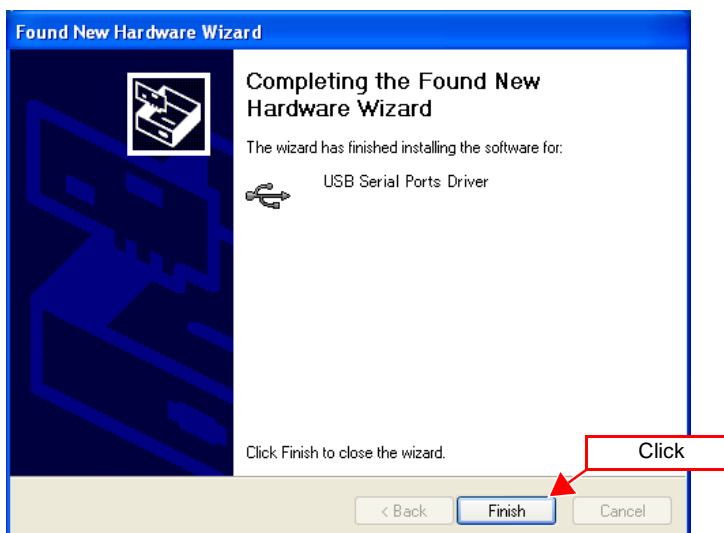 Found New Hardware Wizard
Completing the Found New
Hardware Wizard
The wizard has finished installing the software for:
USB Serial Ports Driver
Click Finish to close the wizard.
Click
< Back
Finish
Cancel